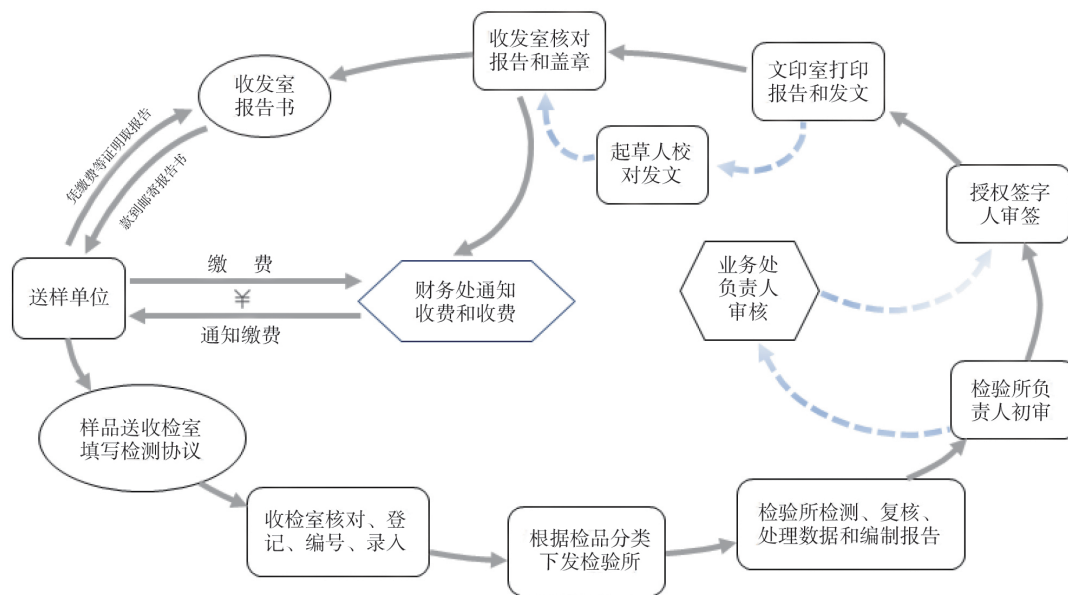 收发室核对
报告和盖章
文印室打印
报告和发文
收发室
报告书
起草人校
对发文
凭缴费等证明取报告
款到邮寄报告书
授权签字
人审签
送样单位
缴 费
¥
通知缴费
财务处通知
收费和收费
业务处
负责人
审核
检验所负
责人初审
样品送收检室
填写检测协议
收检室核对、登
记、编号、录入
根据检品分类
下发检验所
检验所检测、复核、
处理数据和编制报告